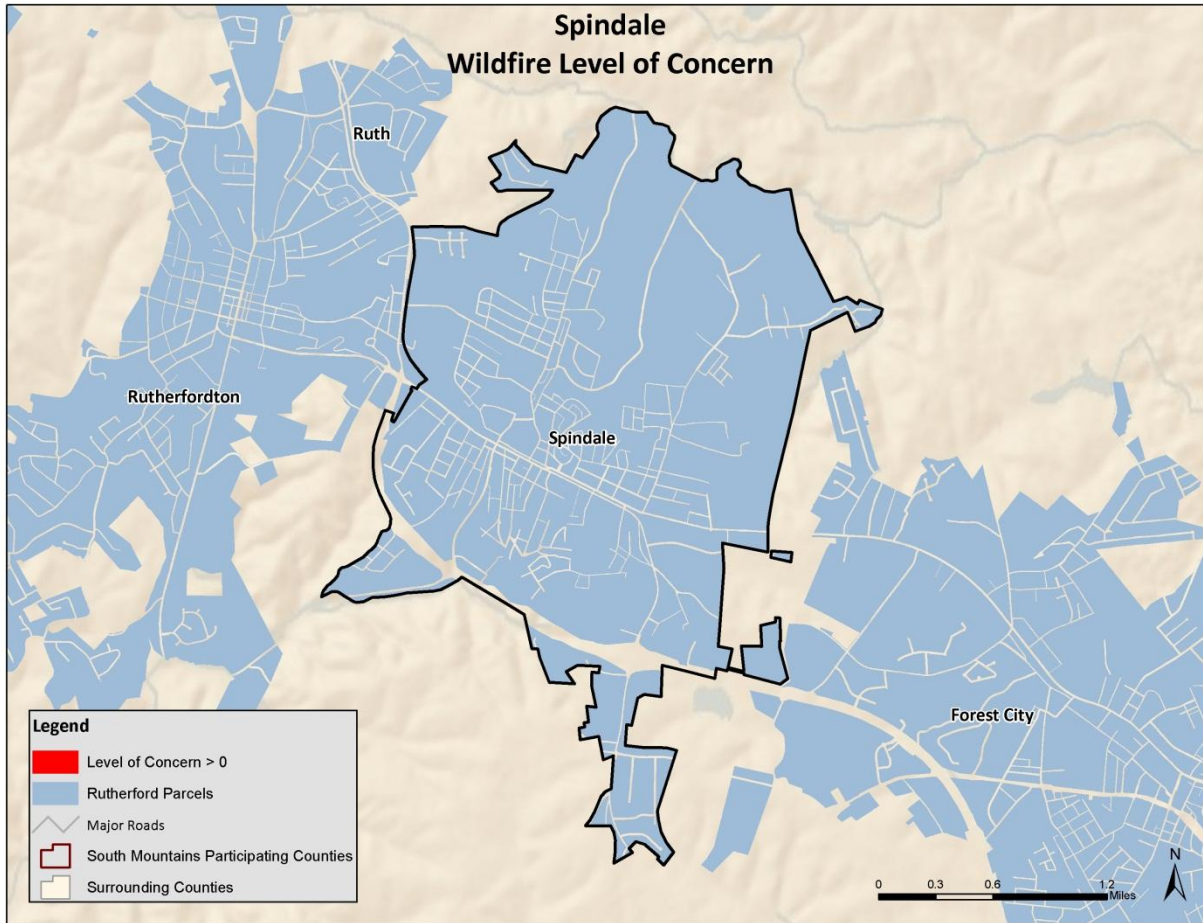 Spindale
Wildfire Level of Concern
Ruth
Rutherfordton
Spindale
Forest City
Legend
Level of Concern > 0
Rutherford Parcels
Major Roads
South Mountains Participating Counties
Surrounding Counties
N
0 0.3 0.6 1.2
Miles